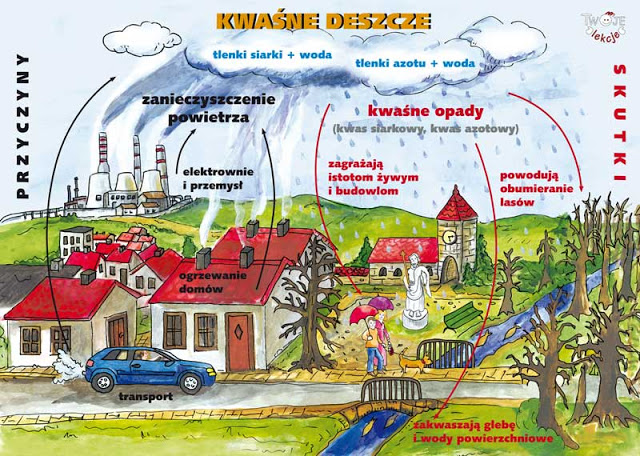 KWAŚNE DESZCZE
TWOJE
lekcje
PRZYCZYNY
SKUTKI
tlenki siarki + woda
tlenki azotu + woda
zanieczyszczenie
powietrza
kwaśne opady
(kwas siarkowy, kwas azotowy)
elektrownie
i przemysł
zagrażają
istotom żywym
i budowlom
powodują
obumieranie
lasów
ogrzewanie
domów
transport
zakwaszają glebę
i wody powierzchniowe